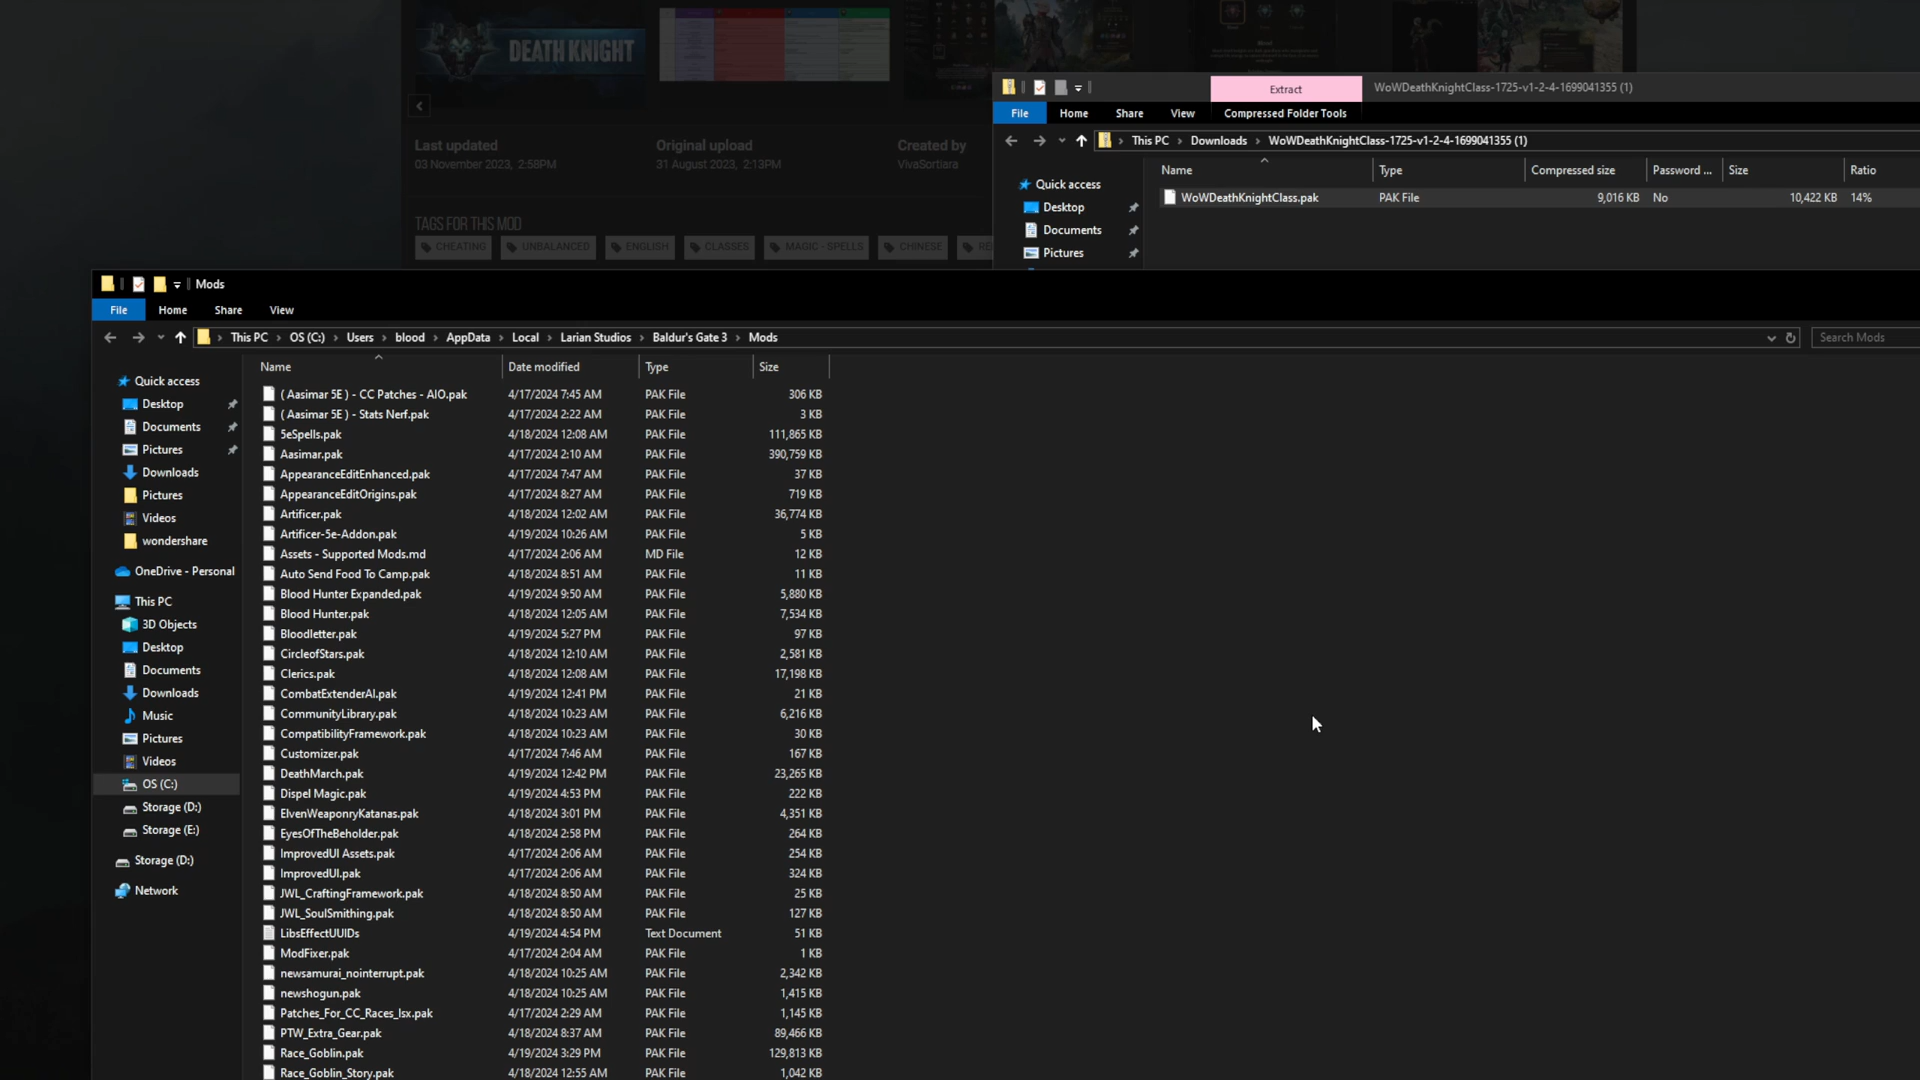 DEATH KNIGHT
Last updated
03 November 2023, 2:58PM
Original upload
31 August 2023, 2:13PM
Created by
VivaSortiara
TAGS FOR THIS MOD
CHEATING
UNBALANCED
ENGLISH
CLASSES
MAGIC - SPELLS
CHINESE
Extract
WoWDeathKnightClass-1725-v1-2-4-1699041355 (1)
File Home Share View Compressed Folder Tools
This PC > Downloads > WoWDeathKnightClass-1725-v1-2-4-1699041355 (1)
Name Type Compressed size Password ... Size Ratio
WoWDeathKnightClass.pak PAK File 9,016 KB No 10,422 KB 14%
Quick access
Desktop
Documents
Pictures
Mods
File Home Share View
This PC > OS (C:) > Users > blood > AppData > Local > Larian Studios > Baldur's Gate 3 > Mods
Search Mods
Quick access
Desktop
Documents
Pictures
Downloads
Pictures
Videos
wondershare
OneDrive - Personal
This PC
3D Objects
Desktop
Documents
Downloads
Music
Pictures
Videos
OS (C:)
Storage (D:)
Storage (E:)
Storage (D:)
Network
Name Date modified Type Size
( Aasimar 5E ) - CC Patches - AIO.pak 4/17/2024 7:45 AM PAK File 306 KB
( Aasimar 5E ) - Stats Nerf.pak 4/17/2024 2:22 AM PAK File 3 KB
5eSpells.pak 4/18/2024 12:08 AM PAK File 111,865 KB
Aasimar.pak 4/17/2024 2:10 AM PAK File 390,759 KB
AppearanceEditEnhanced.pak 4/17/2024 7:47 AM PAK File 37 KB
AppearanceEditOrigins.pak 4/17/2024 8:27 AM PAK File 719 KB
Artificer.pak 4/18/2024 12:02 AM PAK File 36,774 KB
Artificer-5e-Addon.pak 4/19/2024 10:26 AM PAK File 5 KB
Assets - Supported Mods.md 4/17/2024 2:06 AM MD File 12 KB
Auto Send Food To Camp.pak 4/18/2024 8:51 AM PAK File 11 KB
Blood Hunter Expanded.pak 4/19/2024 9:50 AM PAK File 5,880 KB
Blood Hunter.pak 4/18/2024 12:05 AM PAK File 7,534 KB
Bloodletter.pak 4/19/2024 5:27 PM PAK File 97 KB
CircleofStars.pak 4/18/2024 12:10 AM PAK File 2,581 KB
Clerics.pak 4/18/2024 12:08 AM PAK File 17,198 KB
CombatExtenderAI.pak 4/19/2024 12:41 PM PAK File 21 KB
CommunityLibrary.pak 4/18/2024 10:23 AM PAK File 6,216 KB
CompatibilityFramework.pak 4/18/2024 10:23 AM PAK File 30 KB
Customizer.pak 4/17/2024 7:46 AM PAK File 167 KB
DeathMarch.pak 4/19/2024 12:42 PM PAK File 23,265 KB
Dispel Magic.pak 4/19/2024 4:53 PM PAK File 222 KB
ElvenWeaponryKatanas.pak 4/18/2024 3:01 PM PAK File 4,351 KB
EyesOfTheBeholder.pak 4/18/2024 2:58 PM PAK File 264 KB
ImprovedUI Assets.pak 4/17/2024 2:06 AM PAK File 254 KB
ImprovedUI.pak 4/17/2024 2:06 AM PAK File 324 KB
JWL_CraftingFramework.pak 4/18/2024 8:50 AM PAK File 25 KB
JWL_SoulSmithing.pak 4/18/2024 8:50 AM PAK File 127 KB
LibsEffectUUIDs 4/19/2024 4:54 PM Text Document 51 KB
ModFixer.pak 4/17/2024 2:04 AM PAK File 1 KB
newsamurai_nointerrupt.pak 4/18/2024 10:25 AM PAK File 2,342 KB
newshogun.pak 4/18/2024 10:25 AM PAK File 1,415 KB
Patches_For_CC_Races_lsx.pak 4/17/2024 2:29 AM PAK File 1,145 KB
PTW_Extra_Gear.pak 4/18/2024 8:37 AM PAK File 89,466 KB
Race_Goblin.pak 4/19/2024 3:29 PM PAK File 129,813 KB
Race_Goblin_Story.pak 4/18/2024 12:55 AM PAK File 1,042 KB